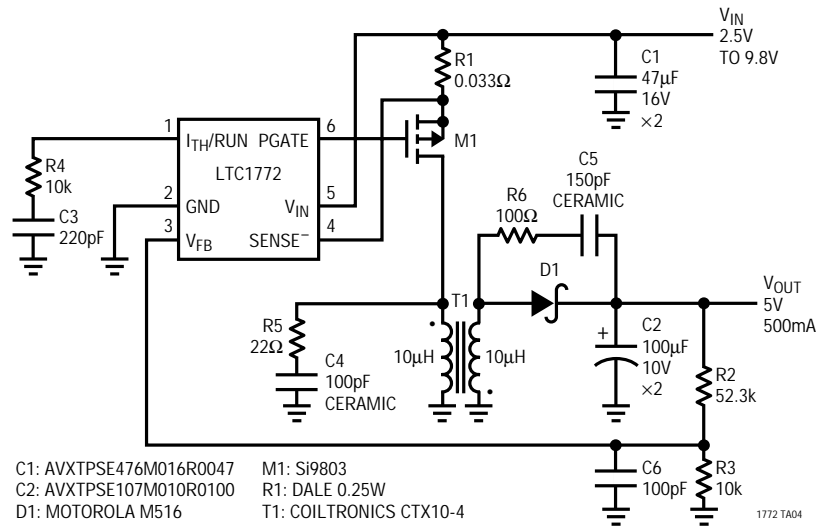 VIN
2.5V
TO 9.8V
R1
0.033Ω
C1
47µF
16V
×2
1
ITH/RUN
PGATE
6
M1
LTC1772
R4
10k
2
GND
VIN
5
C3
220pF
3
VFB
SENSE–
4
C5
150pF
CERAMIC
R6
100Ω
D1
T1
VOUT
5V
500mA
R5
22Ω
C4
100pF
CERAMIC
10µH
10µH
+
C2
100µF
10V
×2
R2
52.3k
C6
100pF
R3
10k
C1: AVXTPSE476M016R0047
C2: AVXTPSE107M010R0100
D1: MOTOROLA M516
M1: Si9803
R1: DALE 0.25W
T1: COILTRONICS CTX10-4
1772 TA04